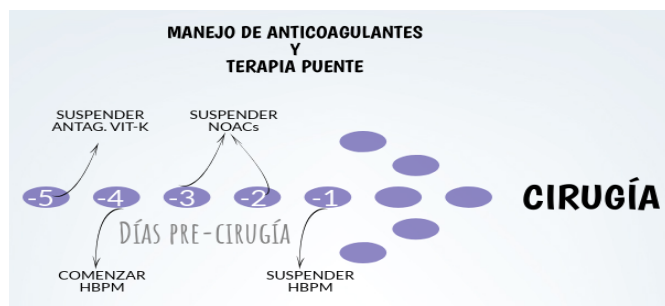 MANEJO DE ANTICOAGULANTES
Y
TERAPIA PUENTE
SUSPENDER
ANTAG. VIT-K
SUSPENDER
NOACs
-5 -4 -3 -2 -1
CIRUGÍA
DÍAS PRE-CIRUGÍA
COMENZAR
HBPM
SUSPENDER
HBPM